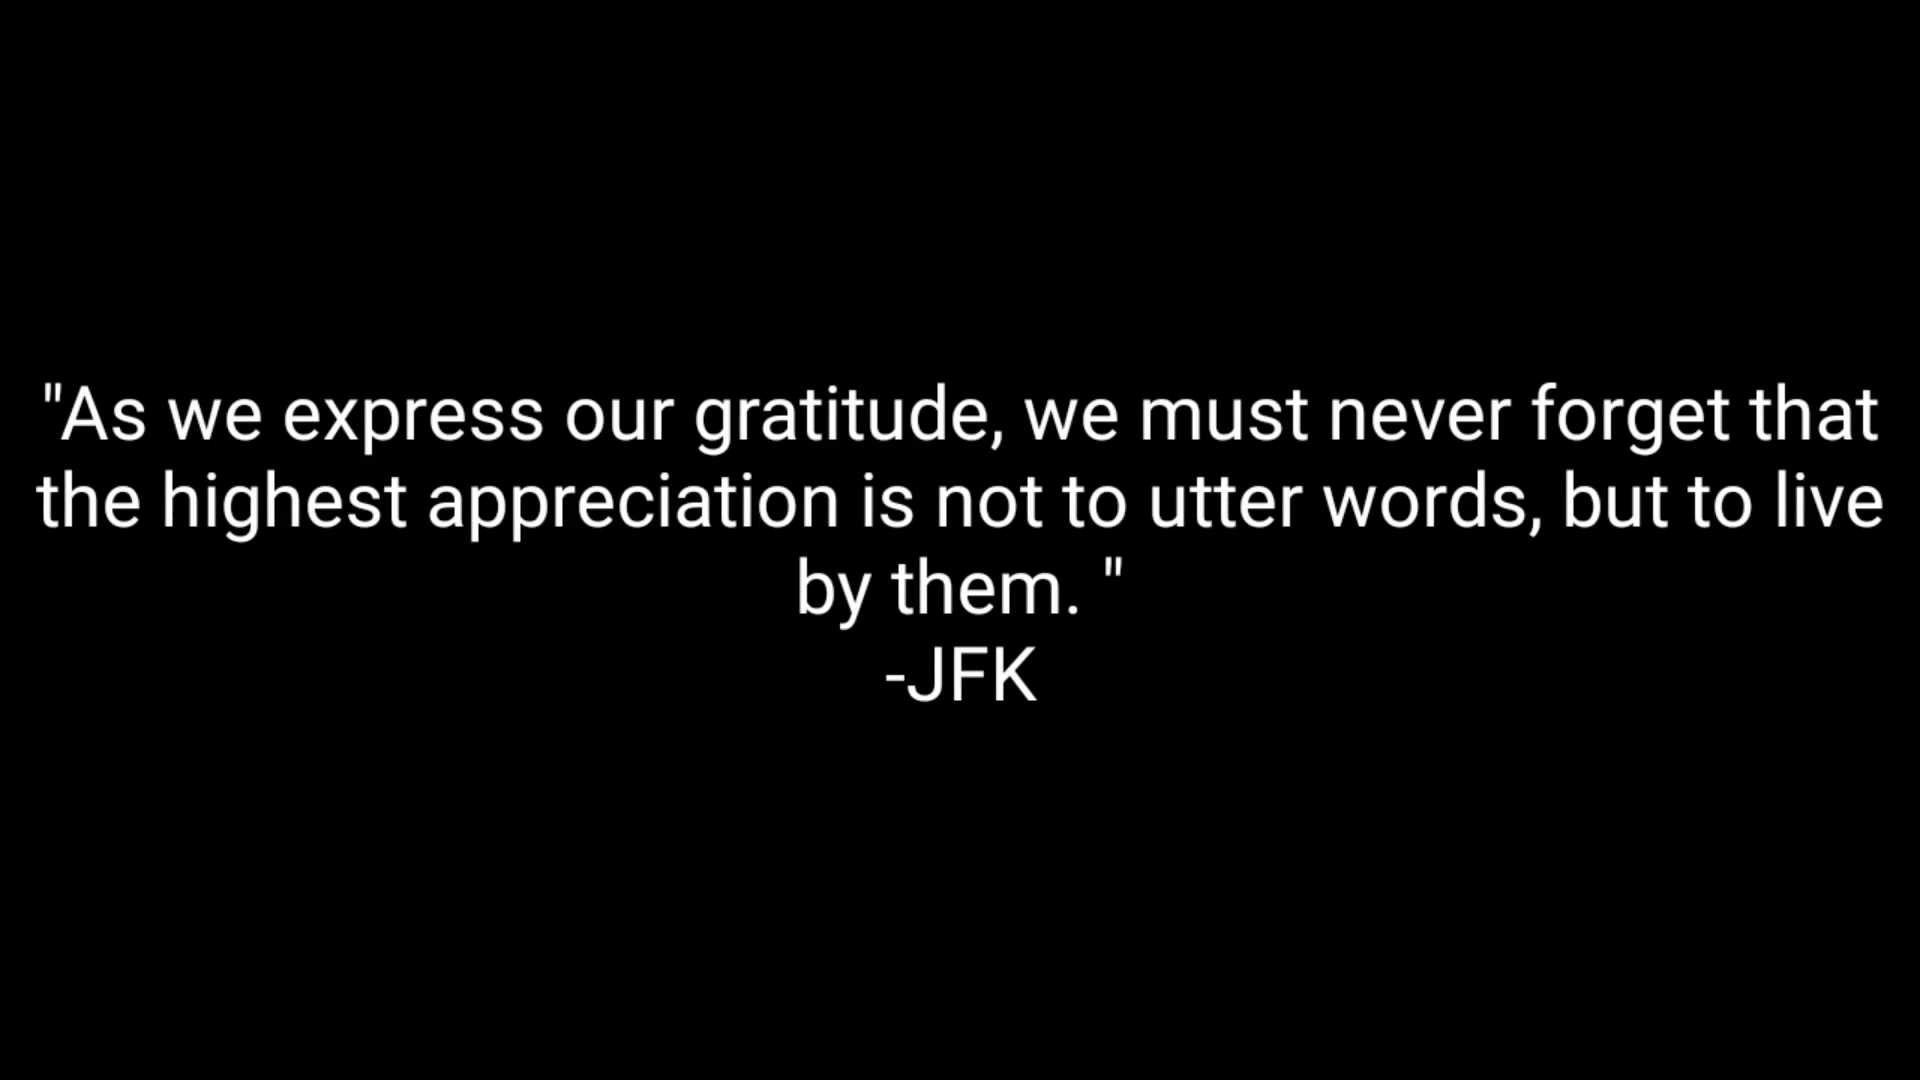 "As we express our gratitude, we must never forget that
the highest appreciation is not to utter words, but to live
by them. "
-JFK